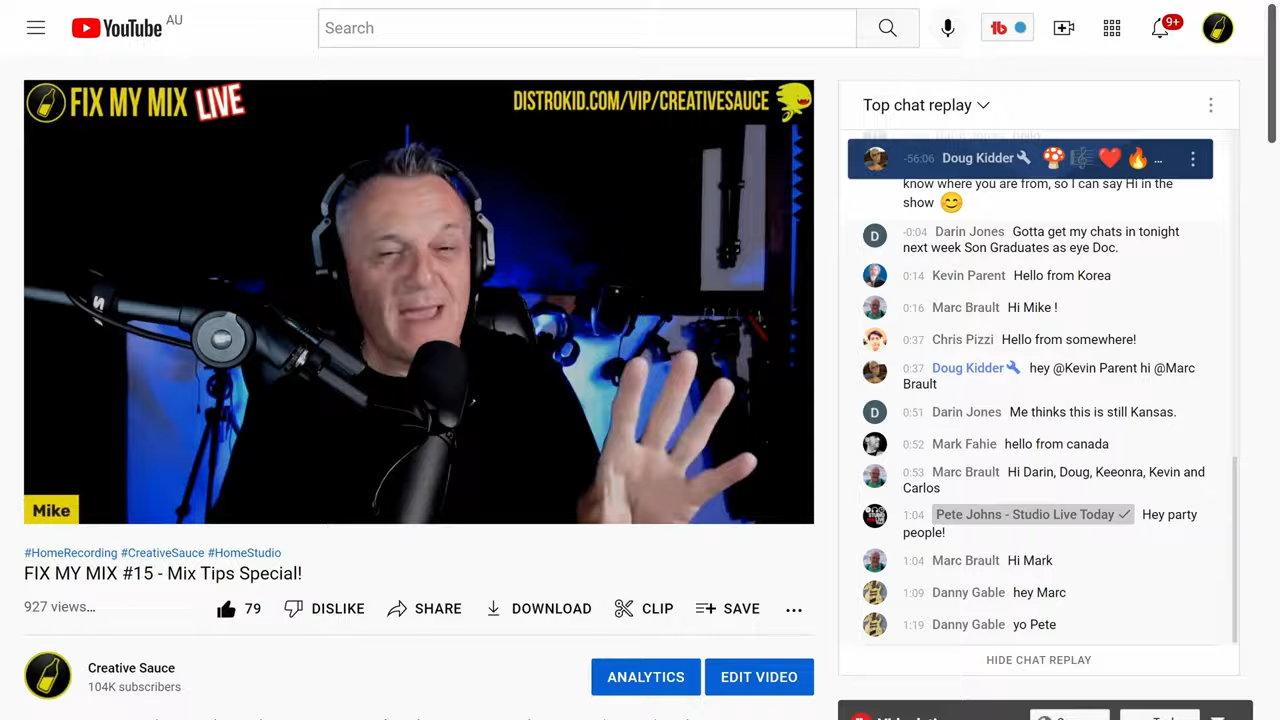 YouTube AU
Search
9+
FIX MY MIX LIVE
DISTROKID.COM/VIP/CREATIVESAUCE
Mike
#HomeRecording #CreativeSauce #HomeStudio
FIX MY MIX #15 - Mix Tips Special!
927 views...
79
DISLIKE
SHARE
DOWNLOAD
CLIP
SAVE
Creative Sauce
104K subscribers
ANALYTICS
EDIT VIDEO
Top chat replay
-56:06 Doug Kidder ...
know where you are from, so I can say Hi in the
show
D
-0:04 Darin Jones Gotta get my chats in tonight
next week Son Graduates as eye Doc.
0:14 Kevin Parent Hello from Korea
0:16 Marc Brault Hi Mike !
0:37 Chris Pizzi Hello from somewhere!
0:37 Doug Kidder hey @Kevin Parent hi @Marc
Brault
D
0:51 Darin Jones Me thinks this is still Kansas.
0:52 Mark Fahie hello from canada
0:53 Marc Brault Hi Darin, Doug, Keeonra, Kevin and
Carlos
1:04 Pete Johns - Studio Live Today Hey party
people!
1:04 Marc Brault Hi Mark
1:09 Danny Gable hey Marc
1:19 Danny Gable yo Pete
HIDE CHAT REPLAY